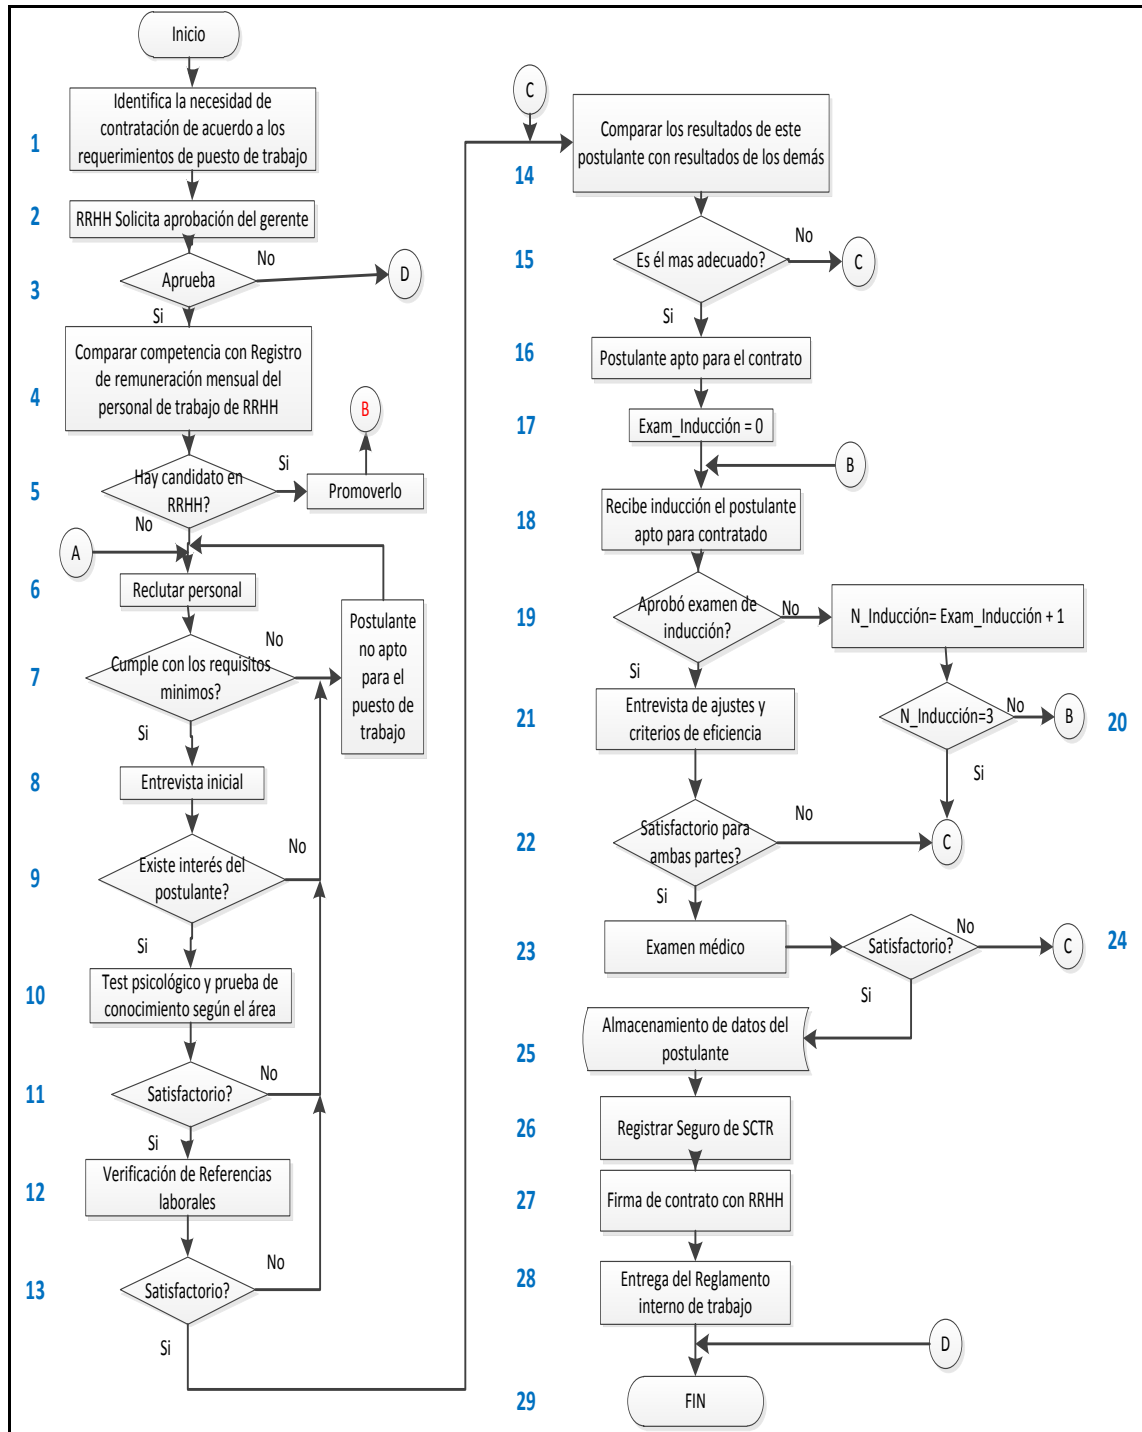 Inicio
1
Identifica la necesidad de
contratación de acuerdo a los
requerimientos de puesto de trabajo
2
RRHH Solicita aprobación del gerente
3
Aprueba
No
D
Si
4
Comparar competencia con Registro
de remuneración mensual del
personal de trabajo de RRHH
B
5
Hay candidato en
RRHH?
Si
Promoverlo
No
A
6
Reclutar personal
7
Cumple con los requisitos
minimos?
No
Postulante
no apto
para el
puesto de
trabajo
Si
8
Entrevista inicial
9
Existe interés del
postulante?
No
Si
10
Test psicológico y prueba de
conocimiento según el área
11
Satisfactorio?
No
Si
12
Verificación de Referencias
laborales
13
Satisfactorio?
No
Si
C
14
Comparar los resultados de este
postulante con resultados de los demás
15
Es él mas adecuado?
No
C
Si
16
Postulante apto para el contrato
17
Exam_Inducción = 0
B
18
Recibe inducción el postulante
apto para contratado
19
Aprobó examen de
inducción?
No
N_Inducción= Exam_Inducción + 1
Si
N_Inducción=3
No
B
20
Si
C
21
Entrevista de ajustes y
criterios de eficiencia
22
Satisfactorio para
ambas partes?
No
Si
23
Examen médico
Satisfactorio?
No
C
24
Si
25
Almacenamiento de datos del
postulante
26
Registrar Seguro de SCTR
27
Firma de contrato con RRHH
28
Entrega del Reglamento
interno de trabajo
D
29
FIN